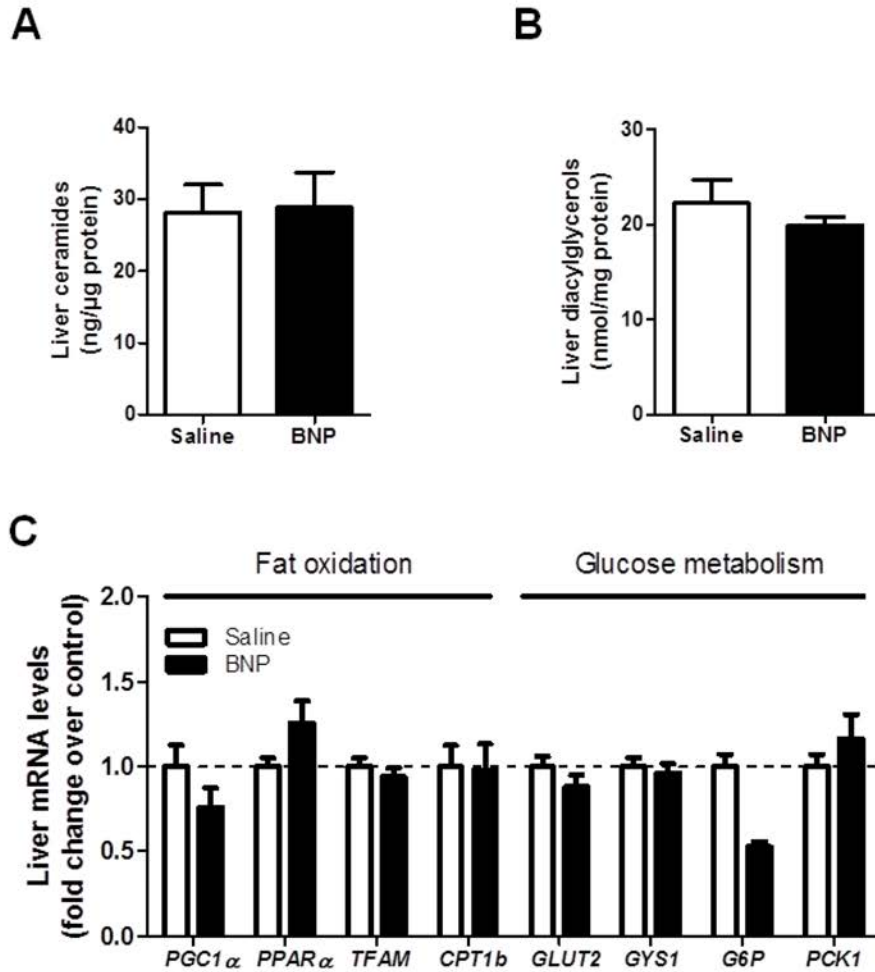 A
B
40
30
20
10
0
Liver ceramides
(ng/µg protein)
Saline BNP
30
20
10
0
Liver diacylglycerols
(nmol/mg protein)
Saline BNP
C
Fat oxidation Glucose metabolism
2.0
1.5
1.0
0.5
0.0
Liver mRNA levels
(fold change over control)
Saline
BNP
PGC1α PPARα TFAM CPT1b GLUT2 GYS1 G6P PCK1